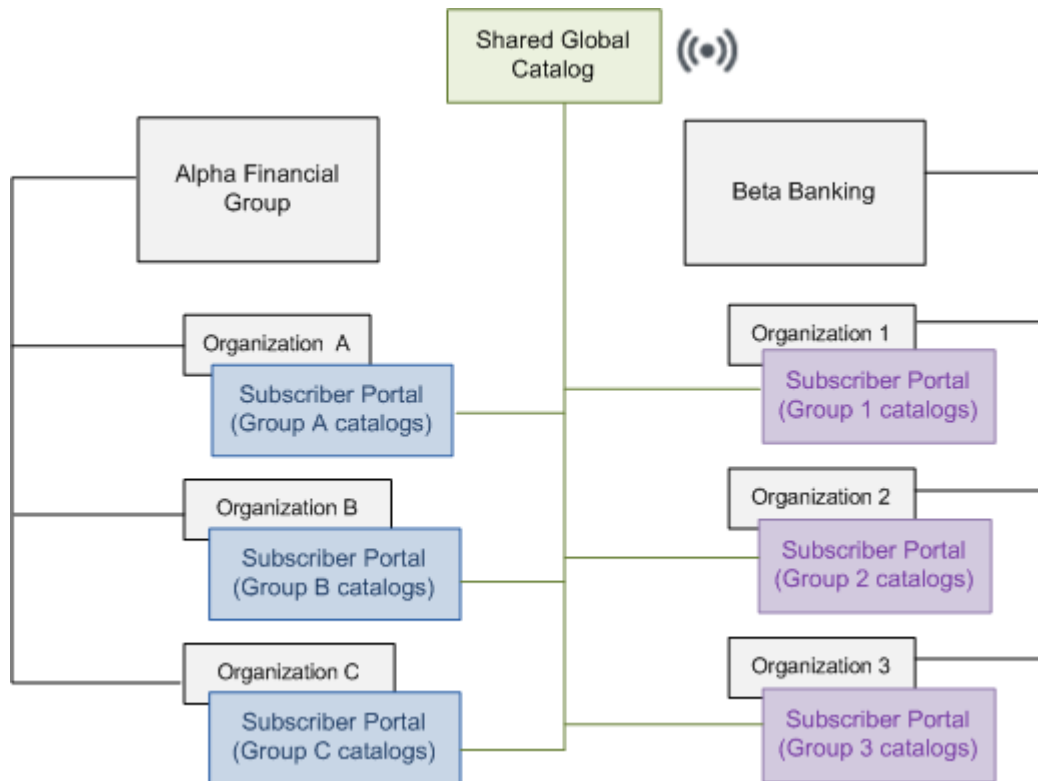 Shared Global
Catalog
Alpha Financial
Group
Beta Banking
Organization A
Subscriber Portal
(Group A catalogs)
Organization 1
Subscriber Portal
(Group 1 catalogs)
Organization B
Subscriber Portal
(Group B catalogs)
Organization 2
Subscriber Portal
(Group 2 catalogs)
Organization C
Subscriber Portal
(Group C catalogs)
Organization 3
Subscriber Portal
(Group 3 catalogs)